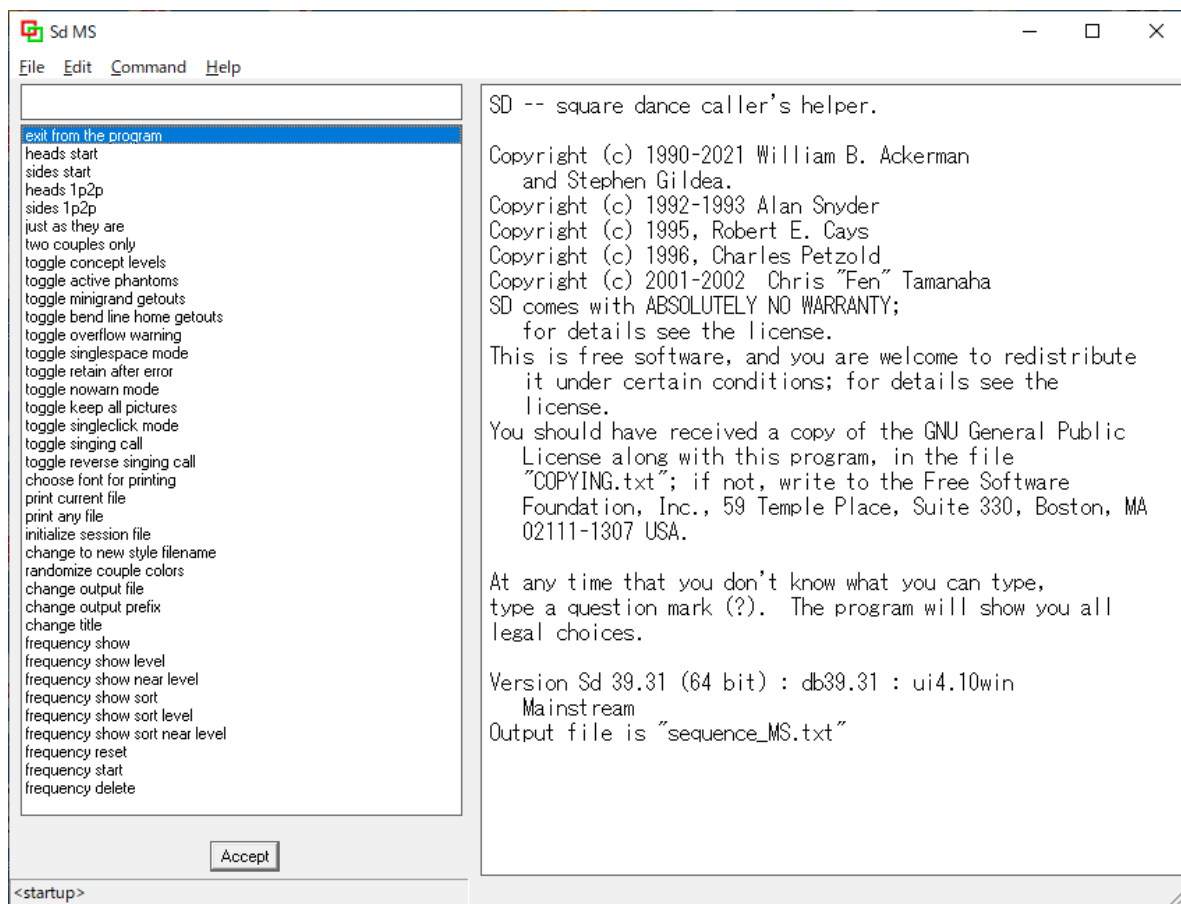 Sd MS
File Edit Command Help
exit from the program
heads start
sides start
heads 1p2p
sides 1p2p
just as they are
two couples only
toggle concept levels
toggle active phantoms
toggle minigrand getouts
toggle bend line home getouts
toggle overflow warning
toggle singlespace mode
toggle retain after error
toggle nowarn mode
toggle keep all pictures
toggle singleclick mode
toggle singing call
toggle reverse singing call
choose font for printing
print current file
print any file
initialize session file
change to new style filename
randomize couple colors
change output file
change output prefix
change title
frequency show
frequency show level
frequency show near level
frequency show sort
frequency show sort level
frequency show sort near level
frequency reset
frequency start
frequency delete
Accept
<startup>
SD -- square dance caller's helper.
Copyright (c) 1990-2021 William B. Ackerman
and Stephen Gildea.
Copyright (c) 1992-1993 Alan Snyder
Copyright (c) 1995, Robert E. Cays
Copyright (c) 1996, Charles Petzold
Copyright (c) 2001-2002  Chris "Fen" Tamanaha
SD comes with ABSOLUTELY NO WARRANTY;
for details see the license.
This is free software, and you are welcome to redistribute
it under certain conditions; for details see the
license.
You should have received a copy of the GNU General Public
License along with this program, in the file
"COPYING.txt"; if not, write to the Free Software
Foundation, Inc., 59 Temple Place, Suite 330, Boston, MA
02111-1307 USA.
At any time that you don't know what you can type,
type a question mark (?).  The program will show you all
legal choices.
Version Sd 39.31 (64 bit) : db39.31 : ui4.10win
Mainstream
Output file is "sequence_MS.txt"